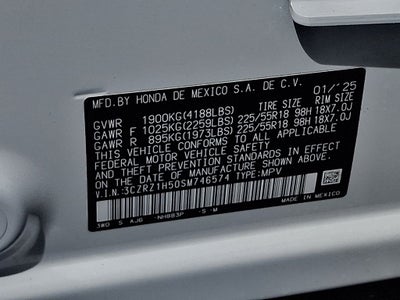 MFD.BY HONDA DE MEXICO S.A. DE C.V. 01/'25
GVWR 1900KG(4188LBS) TIRE SIZE RIM SIZE
GAWR F 1025KG(2259LBS) 225/55R18 98H 18X7.0J
GAWR R 895KG(1973LBS) 225/55R18 98H 18X7.0J
THIS VEHICLE CONFORMS TO ALL APPLICABLE
FEDERAL MOTOR VEHICLE SAFETY AND
THEFT PREVENTION STANDARDS IN EFFECT ON
THE DATE OF MANUFACTURE SHOWN ABOVE.
V.I.N.:3CZRZ1H50SM746574 TYPE:MPV
3W0 S AJG NH883P S M MADE IN MEXICO